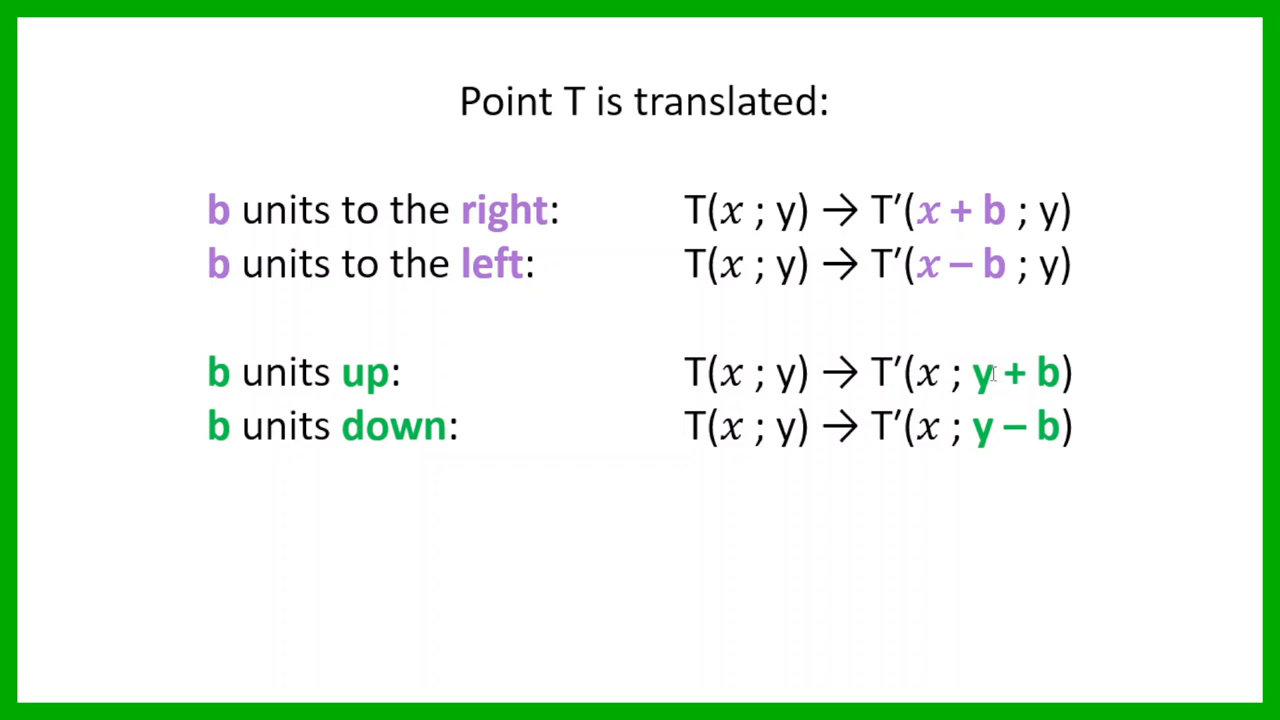 Point T is translated:
b units to the right: T(x ; y) → T′(x + b ; y)
b units to the left: T(x ; y) → T′(x – b ; y)
b units up: T(x ; y) → T′(x ; y + b)
b units down: T(x ; y) → T′(x ; y – b)